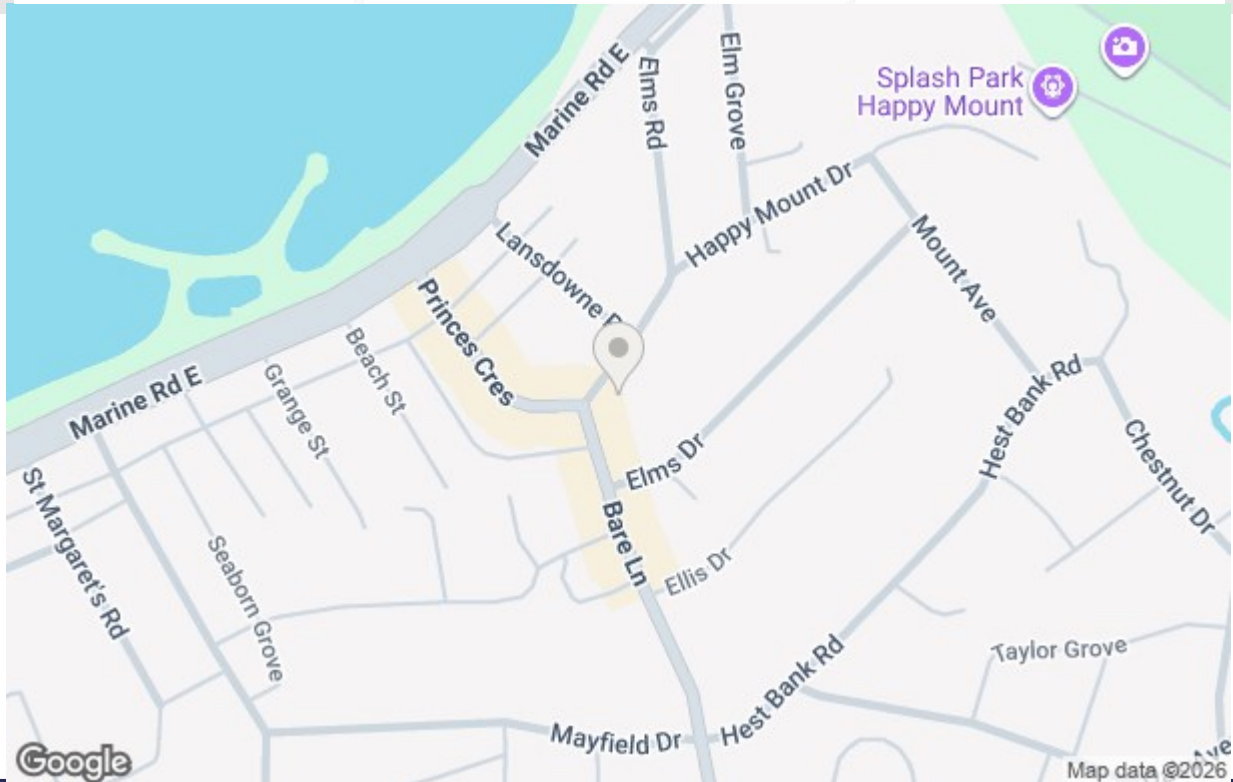 Marine Rd E
Elms Rd
Elm Grove
Splash Park
Happy Mount
Happy Mount Dr
Lansdowne
Mount Ave
Princes Cres
Beach St
Grange St
Marine Rd E
Hest Bank Rd
Chestnut Dr
Elms Dr
St Margaret's Rd
Seaborn Grove
Bare Ln
Ellis Dr
Taylor Grove
Hest Bank Rd
Mayfield Dr
Google
Map data ©2026